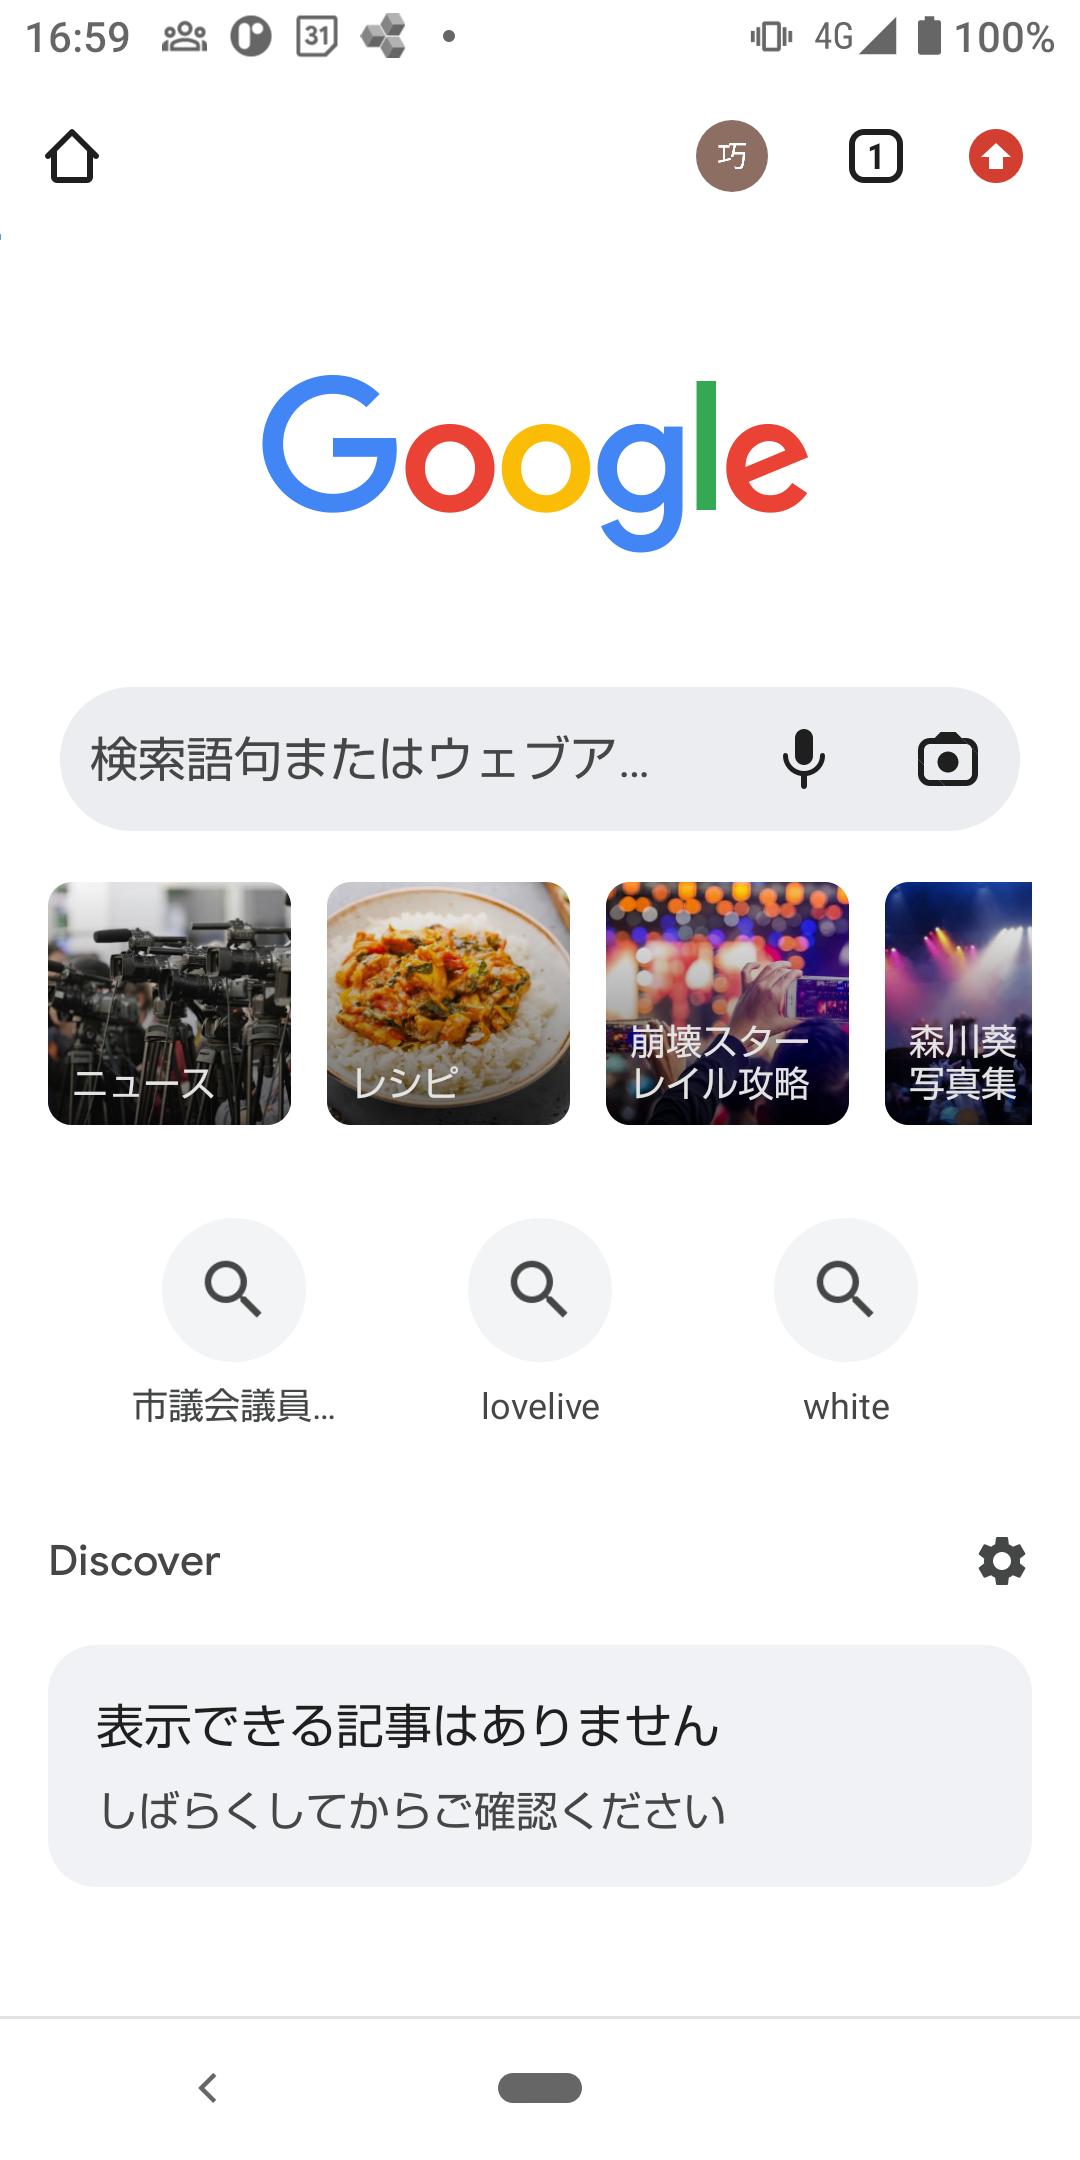 16:59
31
4G
100%
巧
1
Google
検索語句またはウェブア...
ニュース
レシピ
崩壊スター
レイル攻略
森川葵
写真集
市議会議員...
lovelive
white
Discover
表示できる記事はありません
しばらくしてからご確認ください